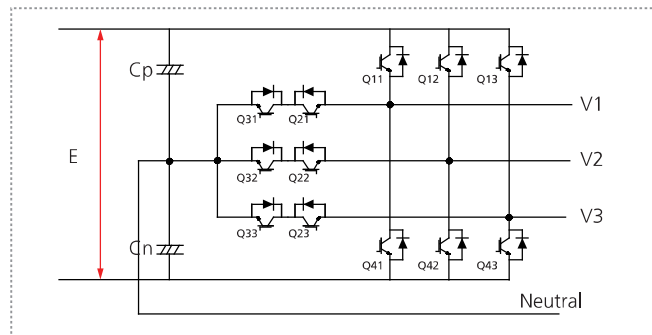 Cp
Q11
Q12
Q13
Q31
Q21
V1
E
Q32
Q22
V2
Q33
Q23
V3
Cn
Q41
Q42
Q43
Neutral